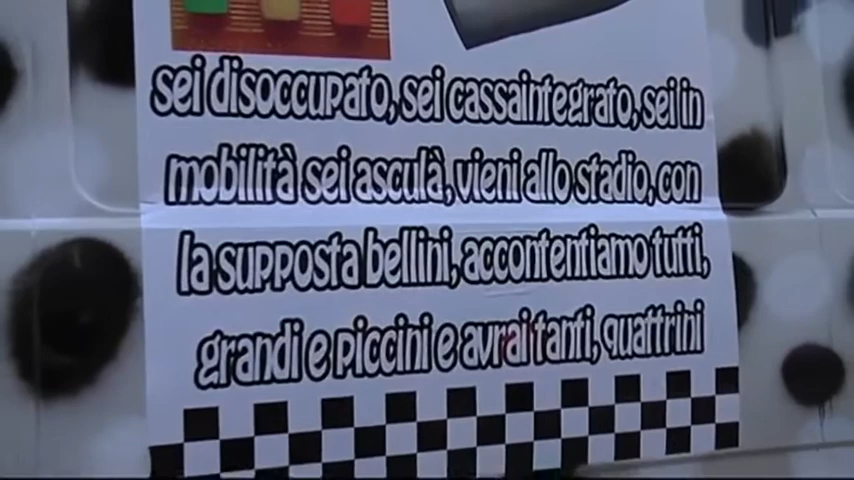 sei disoccupato, sei cassaintegrato, sei in
mobilità sei asculà, vieni allo stadio, con
la supposta bellini, accontentiamo tutti,
grandi e piccini e avrai tanti, quattrini